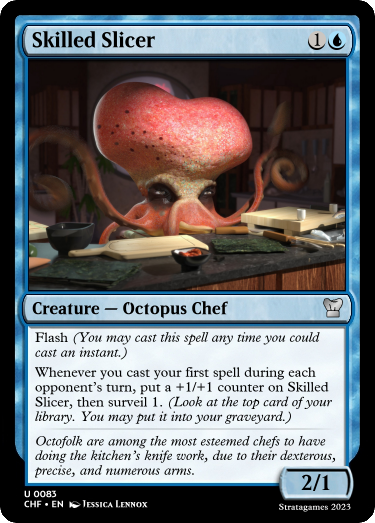 Skilled Slicer 1
Creature — Octopus Chef
Flash (You may cast this spell any time you could
cast an instant.)
Whenever you cast your first spell during each
opponent's turn, put a +1/+1 counter on Skilled
Slicer, then surveil 1. (Look at the top card of your
library. You may put it into your graveyard.)
Octofolk are among the most esteemed chefs to have
doing the kitchen's knife work, due to their dexterous,
precise, and numerous arms.
2/1
U 0083
CHF • EN Jessica Lennox
Stratagames 2023